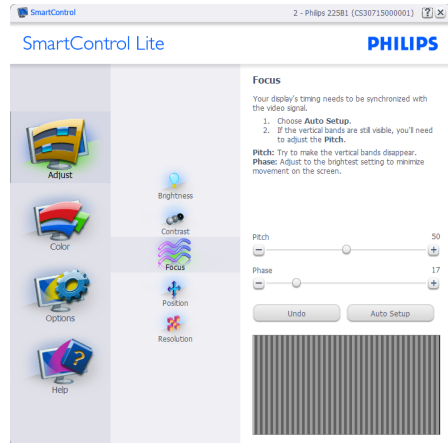 SmartControl
2 - Philips 225B1 (CS30715000001)
?
SmartControl Lite
PHILIPS
Adjust
Color
Options
Help
Brightness
Contrast
Focus
Position
Resolution
Focus
Your display's timing needs to be synchronized with
the video signal.
1. Choose Auto Setup.
2. If the vertical bands are still visible, you'll need
to adjust the Pitch.
Pitch: Try to make the vertical bands disappear.
Phase: Adjust to the brightest setting to minimize
movement on the screen.
Pitch 50
Phase 17
Undo
Auto Setup